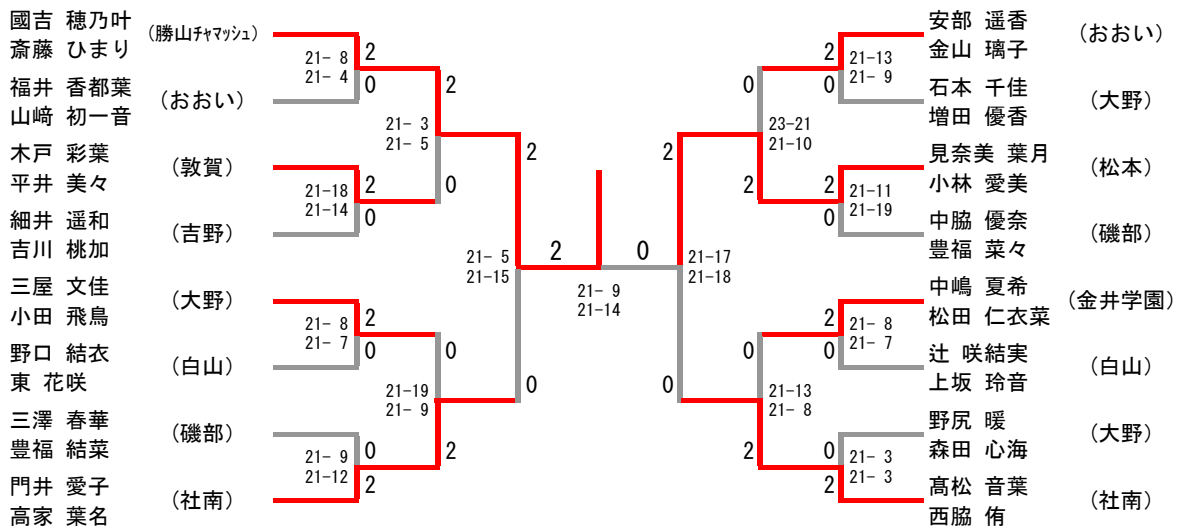 國吉 穂乃叶
斎藤 ひまり
(勝山チャマッシュ)
福井 香都葉
山﨑 初一音
(おおい)
木戸 彩葉
平井 美々
(敦賀)
細井 遥和
吉川 桃加
(吉野)
三屋 文佳
小田 飛鳥
(大野)
野口 結衣
東 花咲
(白山)
三澤 春華
豊福 結菜
(磯部)
門井 愛子
高家 葉名
(社南)
21- 8
21- 4
2
0
21-18
21-14
2
0
21- 8
21- 7
2
0
21- 9
21-12
0
2
21- 3
21- 5
2
0
21-19
21- 9
0
2
21- 5
21-15
2
0
2
0
21- 9
21-14
21-17
21-18
2
0
23-21
21-10
0
2
21-13
21- 8
0
2
21-13
21- 9
2
0
21-11
21-19
2
0
21- 8
21- 7
2
0
21- 3
21- 3
0
2
安部 遥香
金山 璃子
(おおい)
石本 千佳
増田 優香
(大野)
見奈美 葉月
小林 愛美
(松本)
中脇 優奈
豊福 菜々
(磯部)
中嶋 夏希
松田 仁衣菜
(金井学園)
辻 咲結実
上坂 玲音
(白山)
野尻 暖
森田 心海
(大野)
髙松 音葉
西脇 侑
(社南)